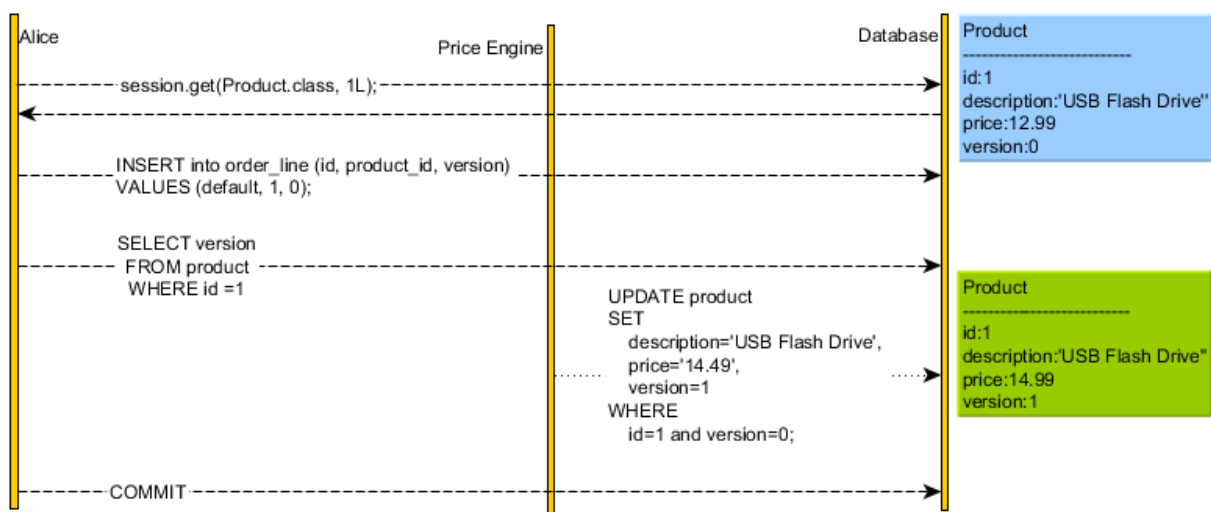 Alice
Price Engine
Database
Product
---------------------------
id:1
description:'USB Flash Drive''
price:12.99
version:0
session.get(Product.class, 1L);
INSERT into order_line (id, product_id, version)
VALUES (default, 1, 0);
SELECT version
FROM product
WHERE id =1
UPDATE product
SET
description='USB Flash Drive',
price='14.49',
version=1
WHERE
id=1 and version=0;
Product
---------------------------
id:1
description:'USB Flash Drive''
price:14.99
version:1
COMMIT